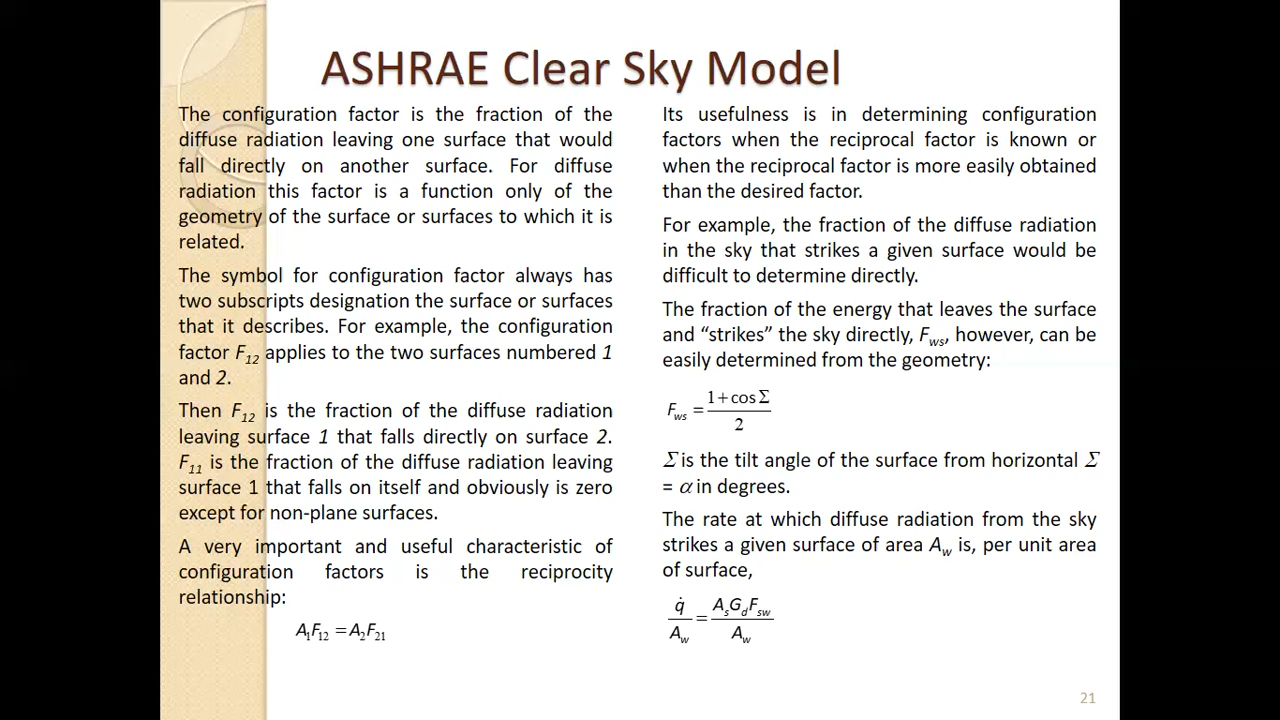 ASHRAE Clear Sky Model
The configuration factor is the fraction of the
diffuse radiation leaving one surface that would
fall directly on another surface. For diffuse
radiation this factor is a function only of the
geometry of the surface or surfaces to which it is
related.
The symbol for configuration factor always has
two subscripts designation the surface or surfaces
that it describes. For example, the configuration
factor F12 applies to the two surfaces numbered 1
and 2.
Then F12 is the fraction of the diffuse radiation
leaving surface 1 that falls directly on surface 2.
F11 is the fraction of the diffuse radiation leaving
surface 1 that falls on itself and obviously is zero
except for non-plane surfaces.
A very important and useful characteristic of
configuration factors is the reciprocity
relationship:
A1F12 = A2F21
Its usefulness is in determining configuration
factors when the reciprocal factor is known or
when the reciprocal factor is more easily obtained
than the desired factor.
For example, the fraction of the diffuse radiation
in the sky that strikes a given surface would be
difficult to determine directly.
The fraction of the energy that leaves the surface
and “strikes” the sky directly, Fws, however, can be
easily determined from the geometry:
Fws = (1 + cos Σ) / 2
Σ is the tilt angle of the surface from horizontal Σ
= α in degrees.
The rate at which diffuse radiation from the sky
strikes a given surface of area Aw is, per unit area
of surface,
q̇ / Aw = AsGdFsw / Aw
21